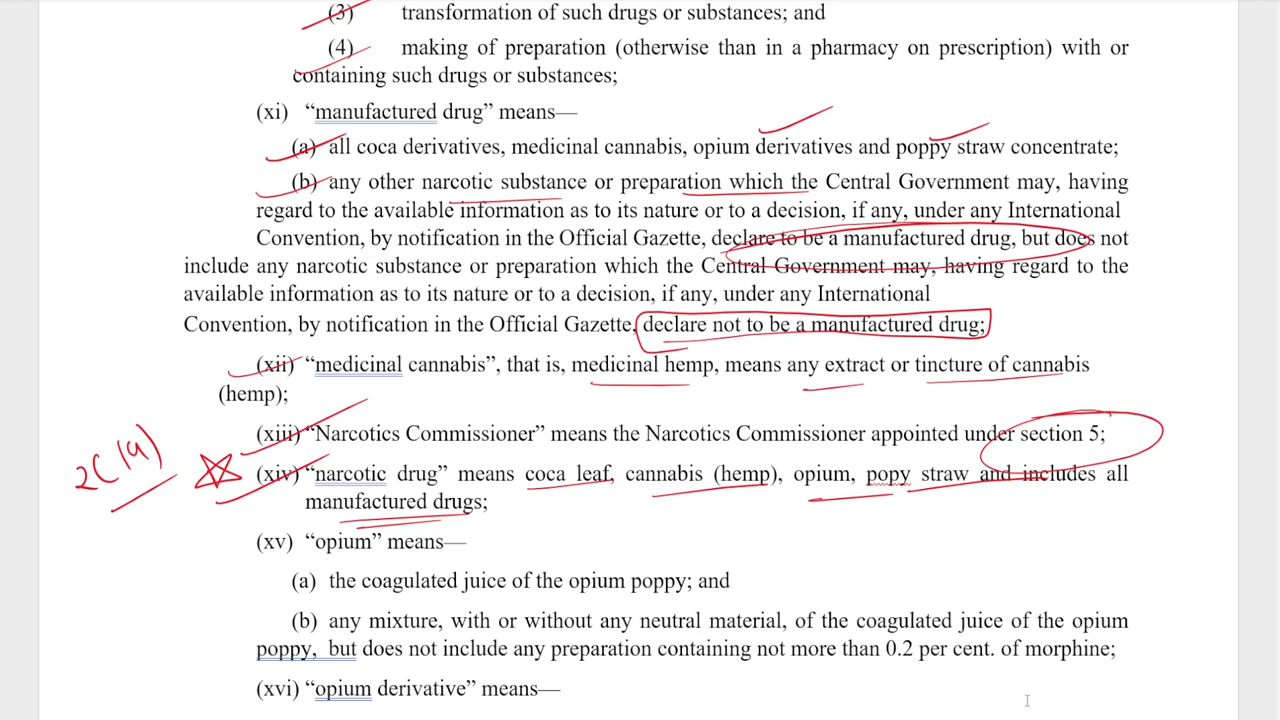 (3) transformation of such drugs or substances; and
(4) making of preparation (otherwise than in a pharmacy on prescription) with or
containing such drugs or substances;
(xi) “manufactured drug” means—
(a) all coca derivatives, medicinal cannabis, opium derivatives and poppy straw concentrate;
(b) any other narcotic substance or preparation which the Central Government may, having
regard to the available information as to its nature or to a decision, if any, under any International
Convention, by notification in the Official Gazette, declare to be a manufactured drug, but does not
include any narcotic substance or preparation which the Central Government may, having regard to the
available information as to its nature or to a decision, if any, under any International
Convention, by notification in the Official Gazette, declare not to be a manufactured drug;
(xii) “medicinal cannabis”, that is, medicinal hemp, means any extract or tincture of cannabis
(hemp);
(xiii) “Narcotics Commissioner” means the Narcotics Commissioner appointed under section 5;
(xiv) “narcotic drug” means coca leaf, cannabis (hemp), opium, popy straw and includes all
manufactured drugs;
(xv) “opium” means—
(a) the coagulated juice of the opium poppy; and
(b) any mixture, with or without any neutral material, of the coagulated juice of the opium
poppy, but does not include any preparation containing not more than 0.2 per cent. of morphine;
(xvi) “opium derivative” means—